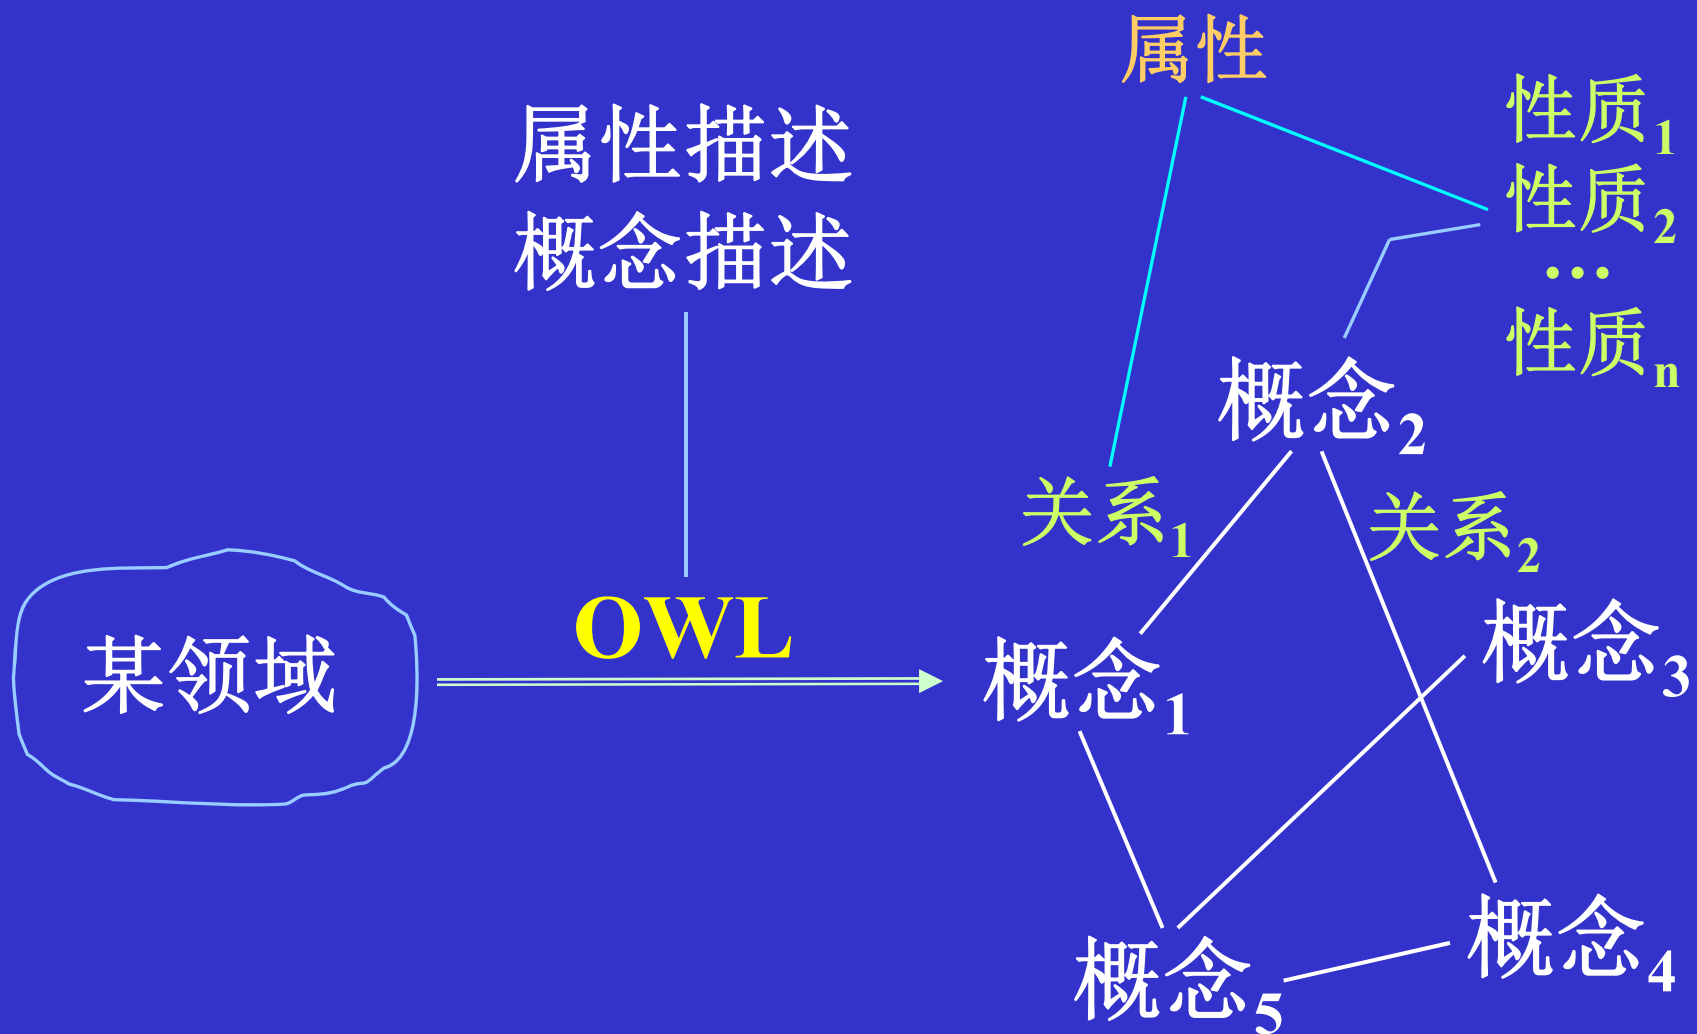 属性
属性描述
概念描述
性质1
性质2
...
性质n
概念2
关系1
关系2
某领域
OWL
概念1
概念3
概念5
概念4